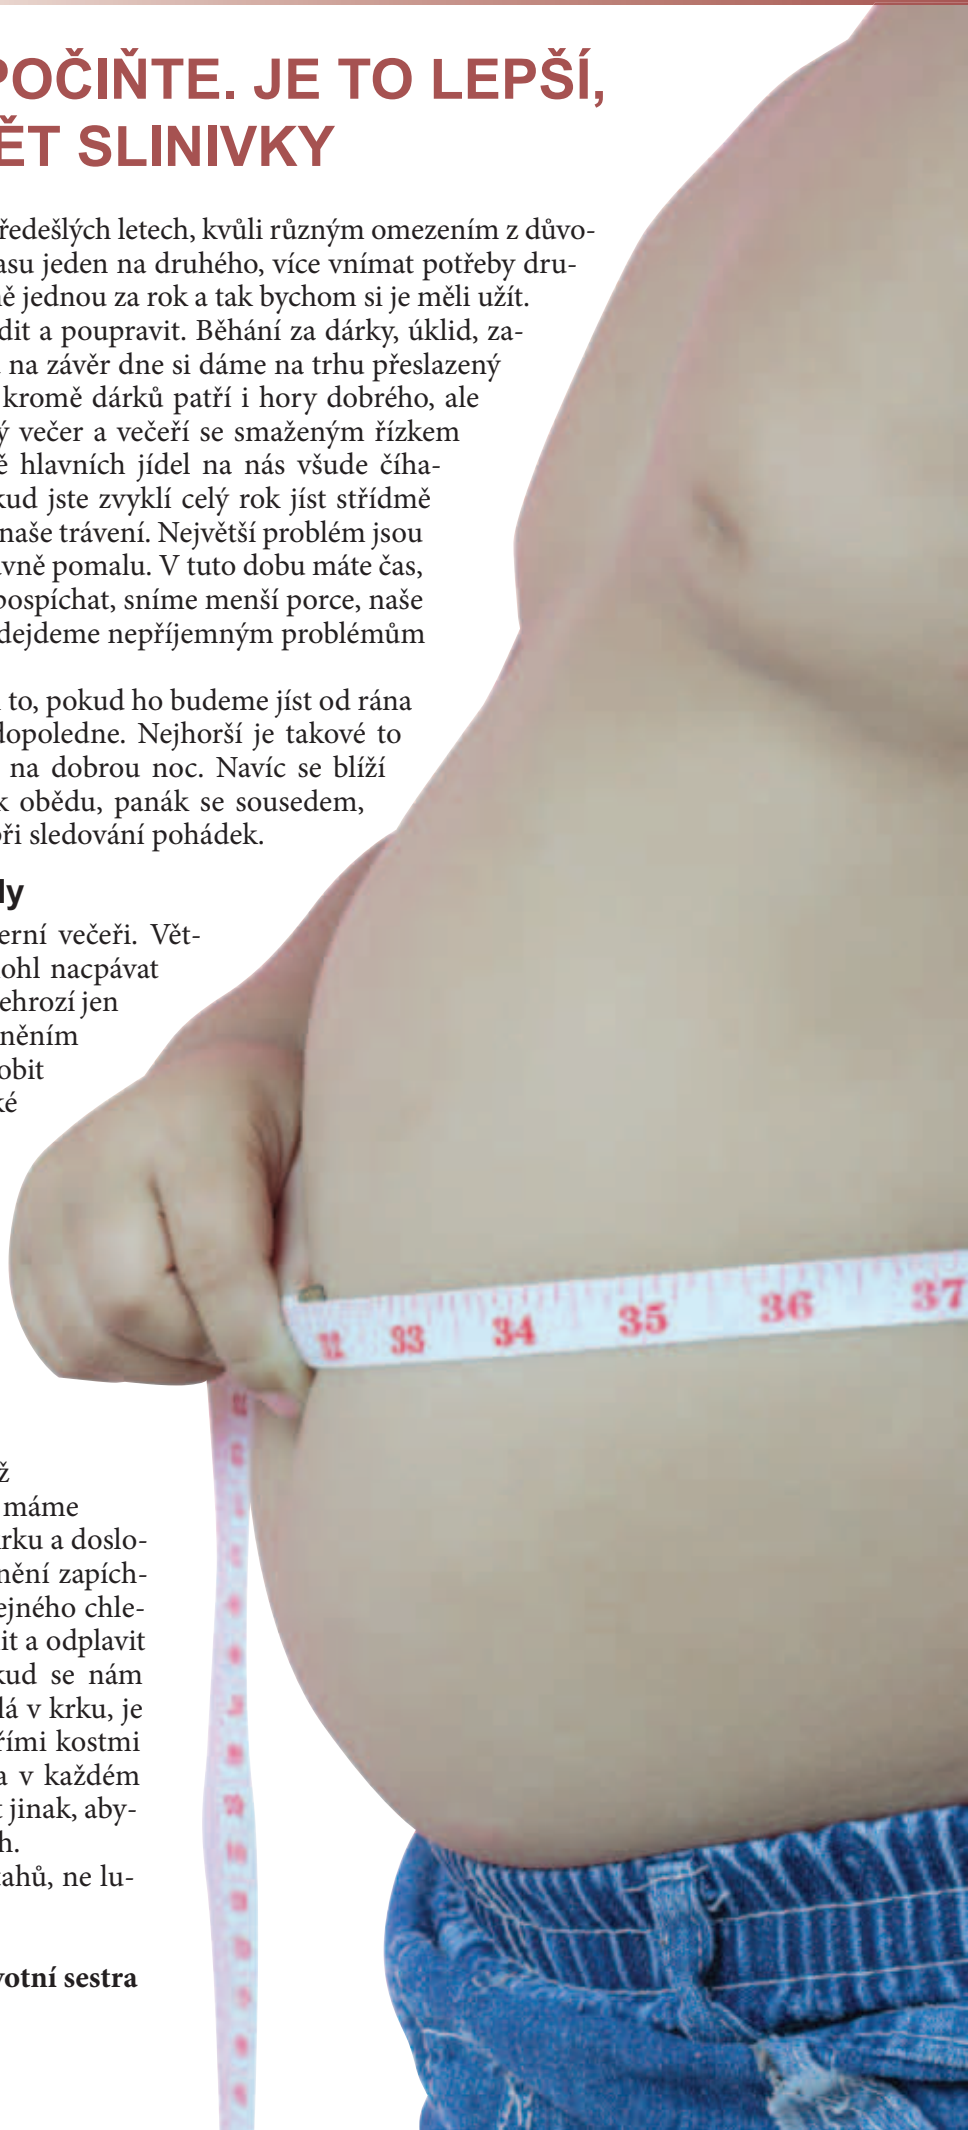 POČIŇTE. JE TO LEPŠÍ,
ĚT SLINIVKY
ředešlých letech, kvůli různým omezením z důvo-
asu jeden na druhého, více vnímat potřeby dru-
ě jednou za rok a tak bychom si je měli užít.
dit a poupravit. Běhání za dárky, úklid, za-
na závěr dne si dáme na trhu přeslazený
kromě dárků patří i hory dobrého, ale
ý večer a večeří se smaženým řízkem
ě hlavních jídel na nás všude číha-
kud jste zvyklí celý rok jíst střídmě
naše trávení. Největší problém jsou
vně pomalu. V tuto dobu máte čas,
pospíchat, sníme menší porce, naše
dejdeme nepříjemným problémům
to, pokud ho budeme jíst od rána
dopoledne. Nejhorší je takové to
na dobrou noc. Navíc se blíží
k obědu, panák se sousedem,
ři sledování pohádek.
dy
erní večeři. Vět-
ohl nacpávat
ehrozí jen
něním
obit
ké
32 33 34 35 36 37
ž
máme
rku a doslo-
nění zapích-
ejného chle-
it a odplavit
kud se nám
lá v krku, je
římí kostmi
a v každém
t jinak, aby-
h.
tahů, ne lu-
votní sestra